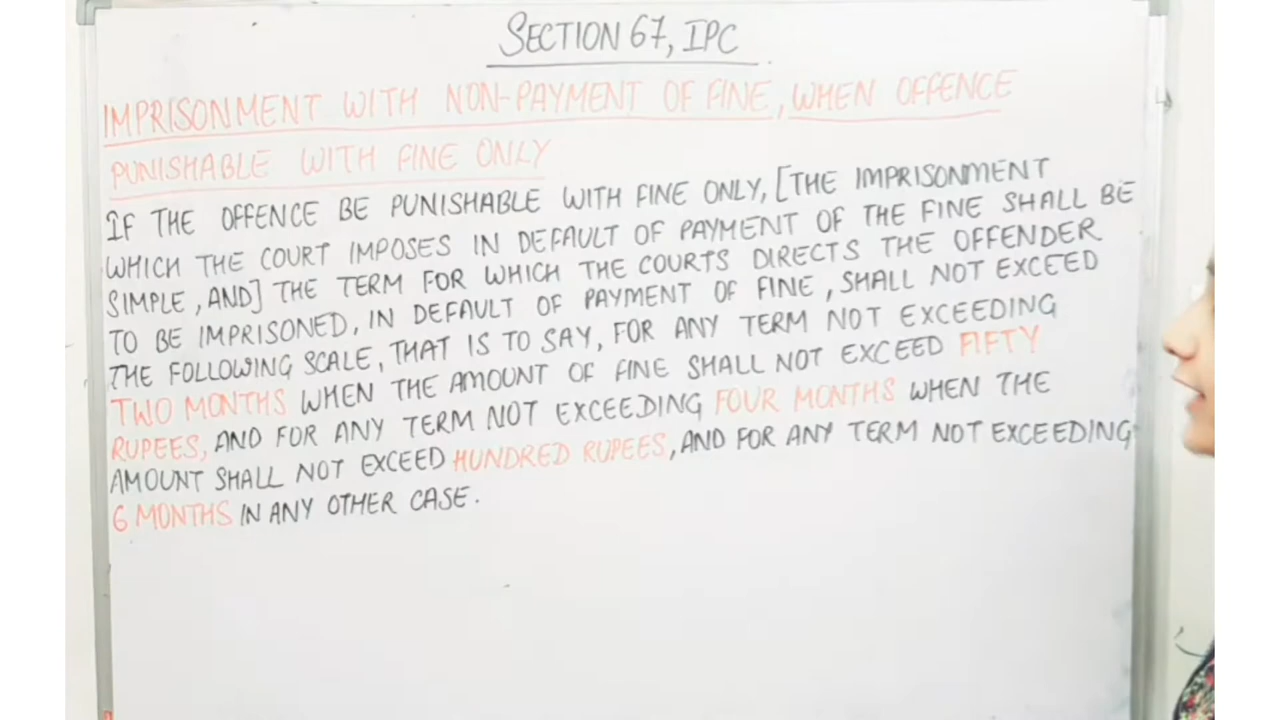 SECTION 67, IPC
IMPRISONMENT WITH NON-PAYMENT OF FINE, WHEN OFFENCE
PUNISHABLE WITH FINE ONLY
IF THE OFFENCE BE PUNISHABLE WITH FINE ONLY, [THE IMPRISONMENT
WHICH THE COURT IMPOSES IN DEFAULT OF PAYMENT OF THE FINE SHALL BE
SIMPLE, AND] THE TERM FOR WHICH THE COURTS DIRECTS THE OFFENDER
TO BE IMPRISONED, IN DEFAULT OF PAYMENT OF FINE, SHALL NOT EXCEED
THE FOLLOWING SCALE, THAT IS TO SAY, FOR ANY TERM NOT EXCEEDING
TWO MONTHS WHEN THE AMOUNT OF FINE SHALL NOT EXCEED FIFTY
RUPEES, AND FOR ANY TERM NOT EXCEEDING FOUR MONTHS WHEN THE
AMOUNT SHALL NOT EXCEED HUNDRED RUPEES, AND FOR ANY TERM NOT EXCEEDING
6 MONTHS IN ANY OTHER CASE.